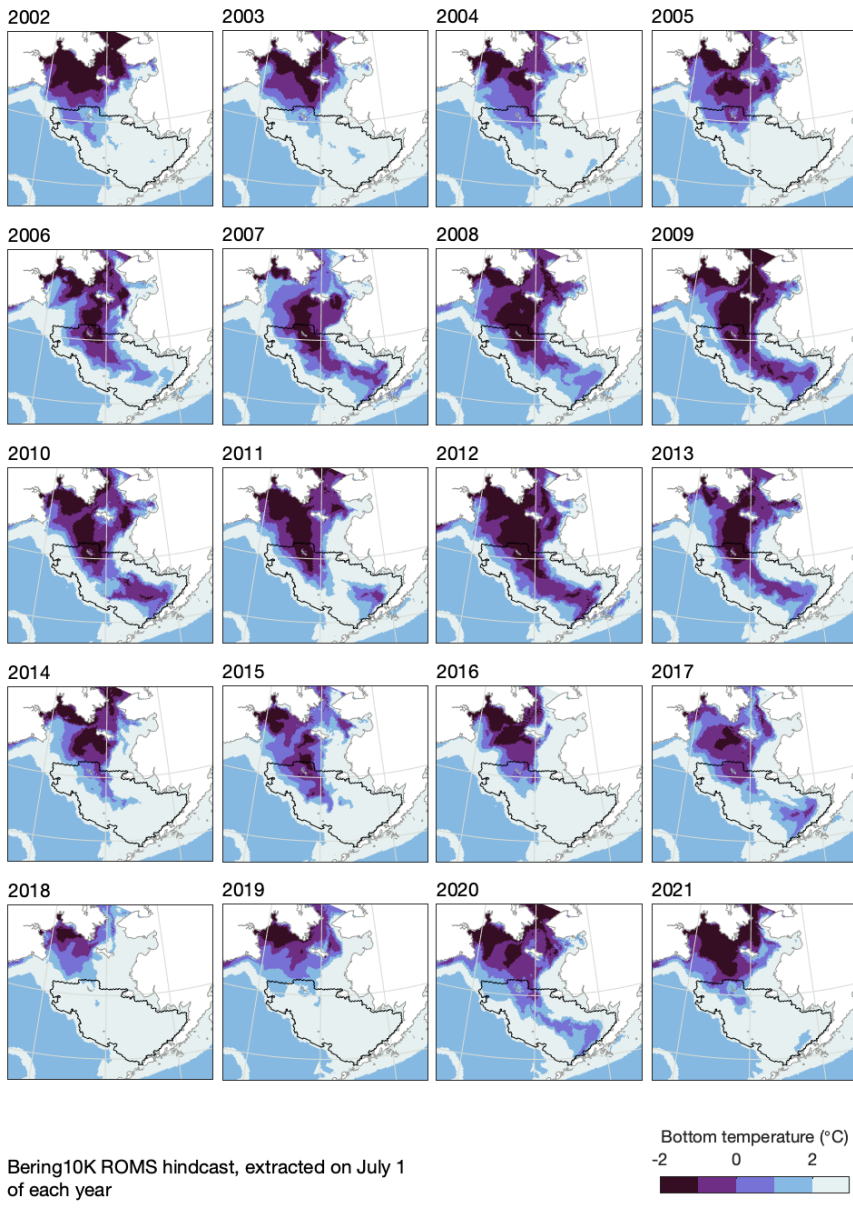 2002 2003 2004 2005
2006 2007 2008 2009
2010 2011 2012 2013
2014 2015 2016 2017
2018 2019 2020 2021
Bottom temperature (°C)
-2 0 2
Bering10K ROMS hindcast, extracted on July 1
of each year